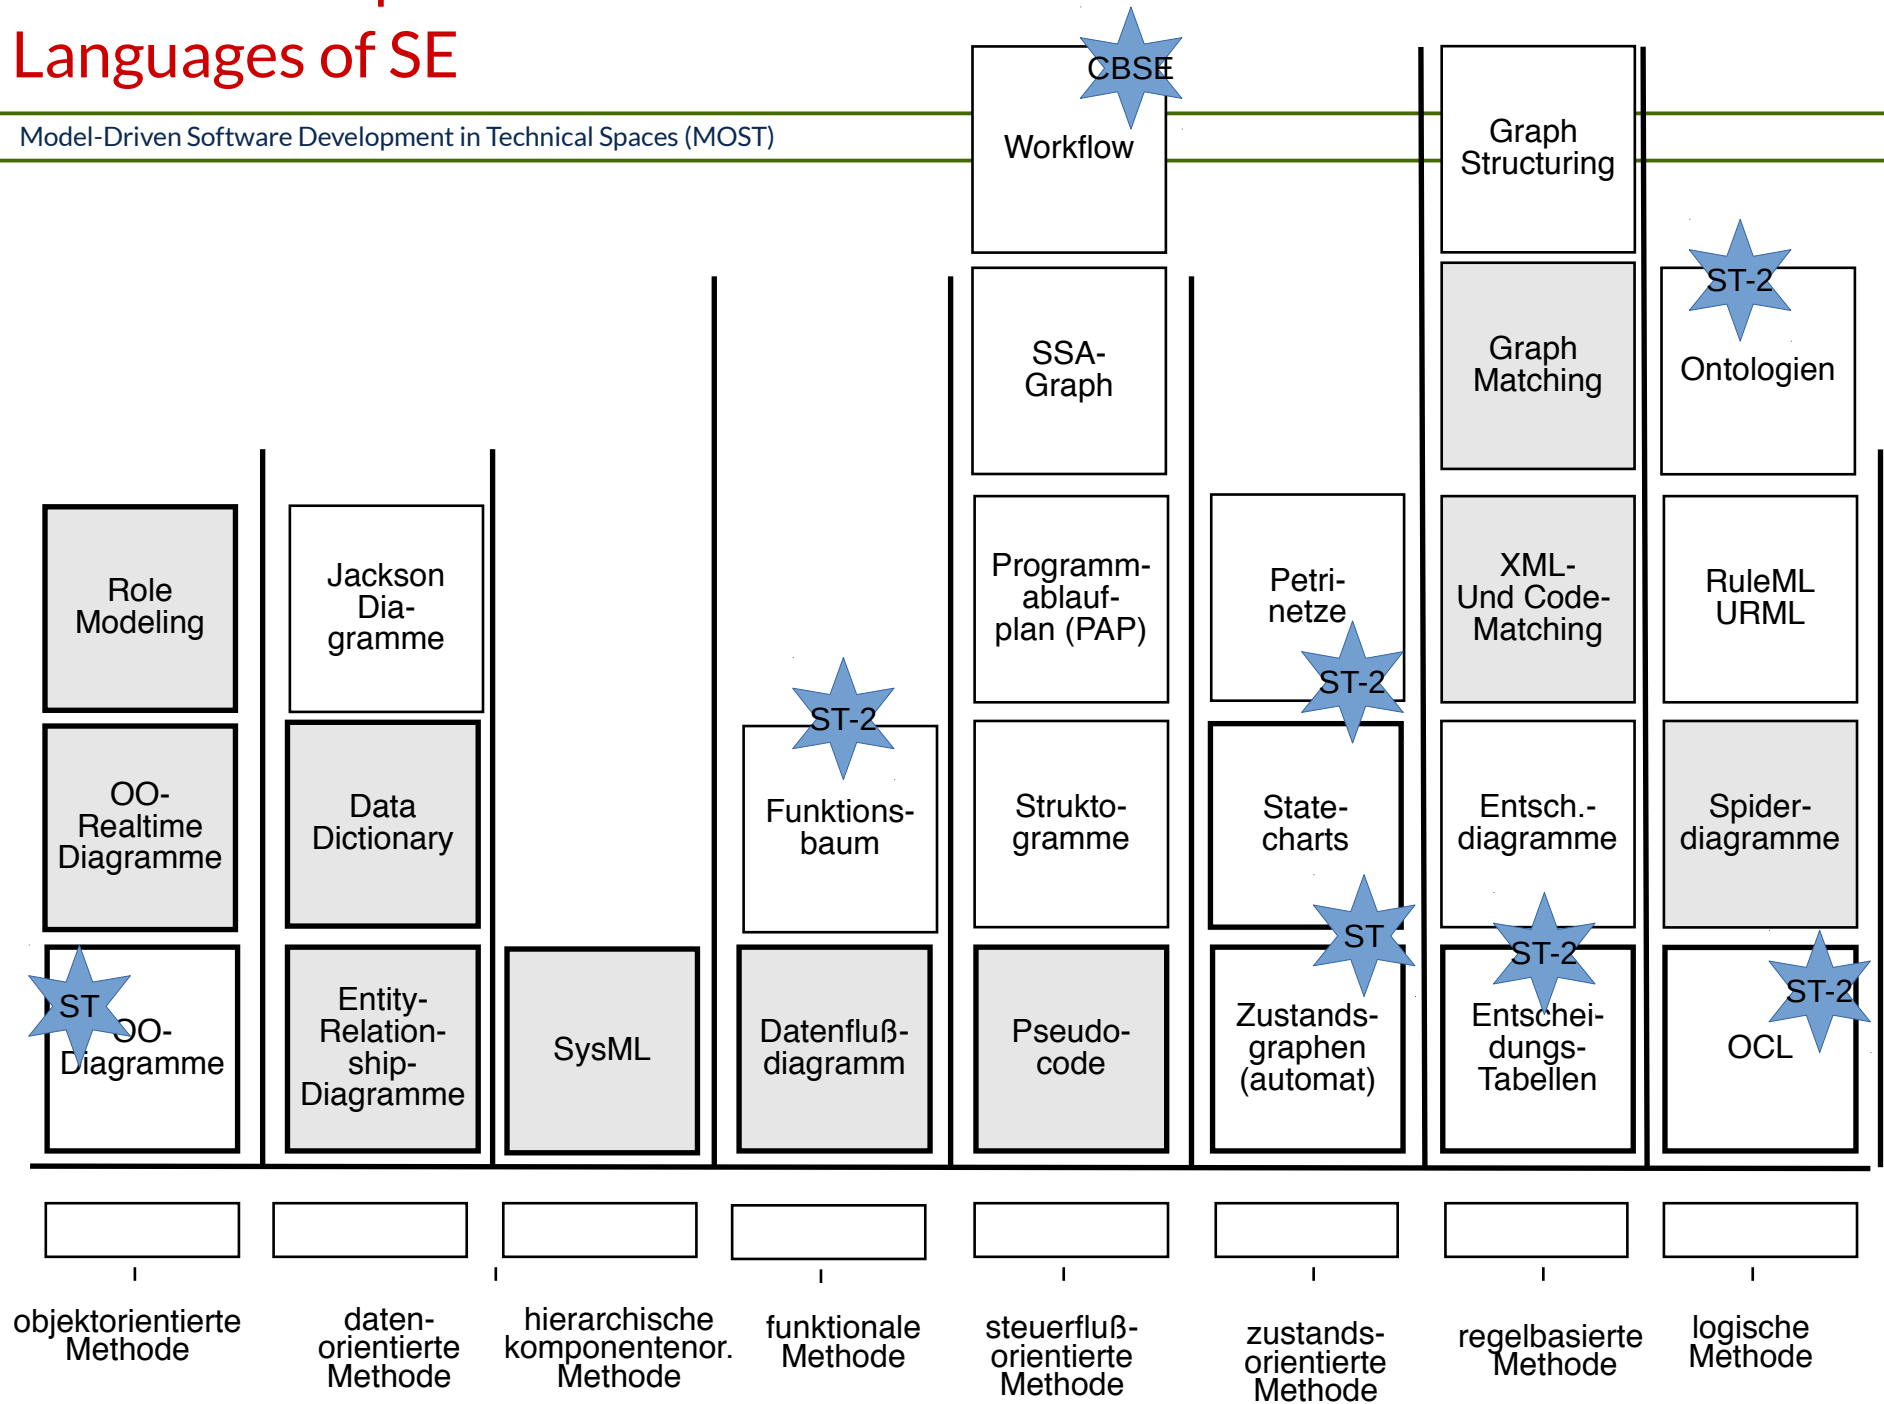 Languages of SE
Model-Driven Software Development in Technical Spaces (MOST)
CBSE
Workflow
Graph
Structuring
SSA-
Graph
Graph
Matching
ST-2
Ontologien
Role
Modeling
Jackson
Dia-
gramme
Programm-
ablauf-
plan (PAP)
Petri-
netze
ST-2
XML-
Und Code-
Matching
RuleML
URML
OO-
Realtime
Diagramme
Data
Dictionary
ST-2
Funktions-
baum
Strukto-
gramme
State-
charts
Entsch.-
diagramme
Spider-
diagramme
ST
OO-
Diagramme
Entity-
Relation-
ship-
Diagramme
SysML
Datenfluß-
diagramm
Pseudo-
code
ST
Zustands-
graphen
(automat)
ST-2
Entschei-
dungs-
Tabellen
ST-2
OCL
objektorientierte
Methode
daten-
orientierte
Methode
hierarchische
komponentenor.
Methode
funktionale
Methode
steuerfluß-
orientierte
Methode
zustands-
orientierte
Methode
regelbasierte
Methode
logische
Methode